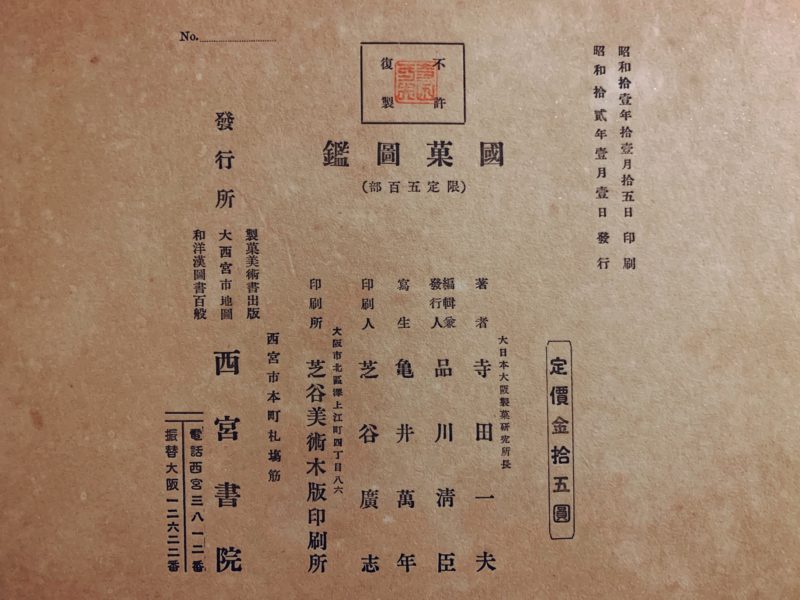 昭和拾壹年拾壹月拾五日印刷
昭和拾貳年壹月壹日發行
定價金拾五圓
不許
復製
國菓圖鑑
(限定五百部)
大日本大阪製菓研究所長
著者 寺田一夫
編輯兼發行人 品川淸臣
寫生 亀井萬年
印刷人 芝谷廣志
大阪市北區澤上江町四丁目八六
印刷所 芝谷美術木版印刷所
西宮市本町札場筋
發行所
製菓美術書出版
大西宮市地圖
和洋漢圖書百般
西宮書院
電話西宮三八一二番
振替大阪一二六二二番
No.